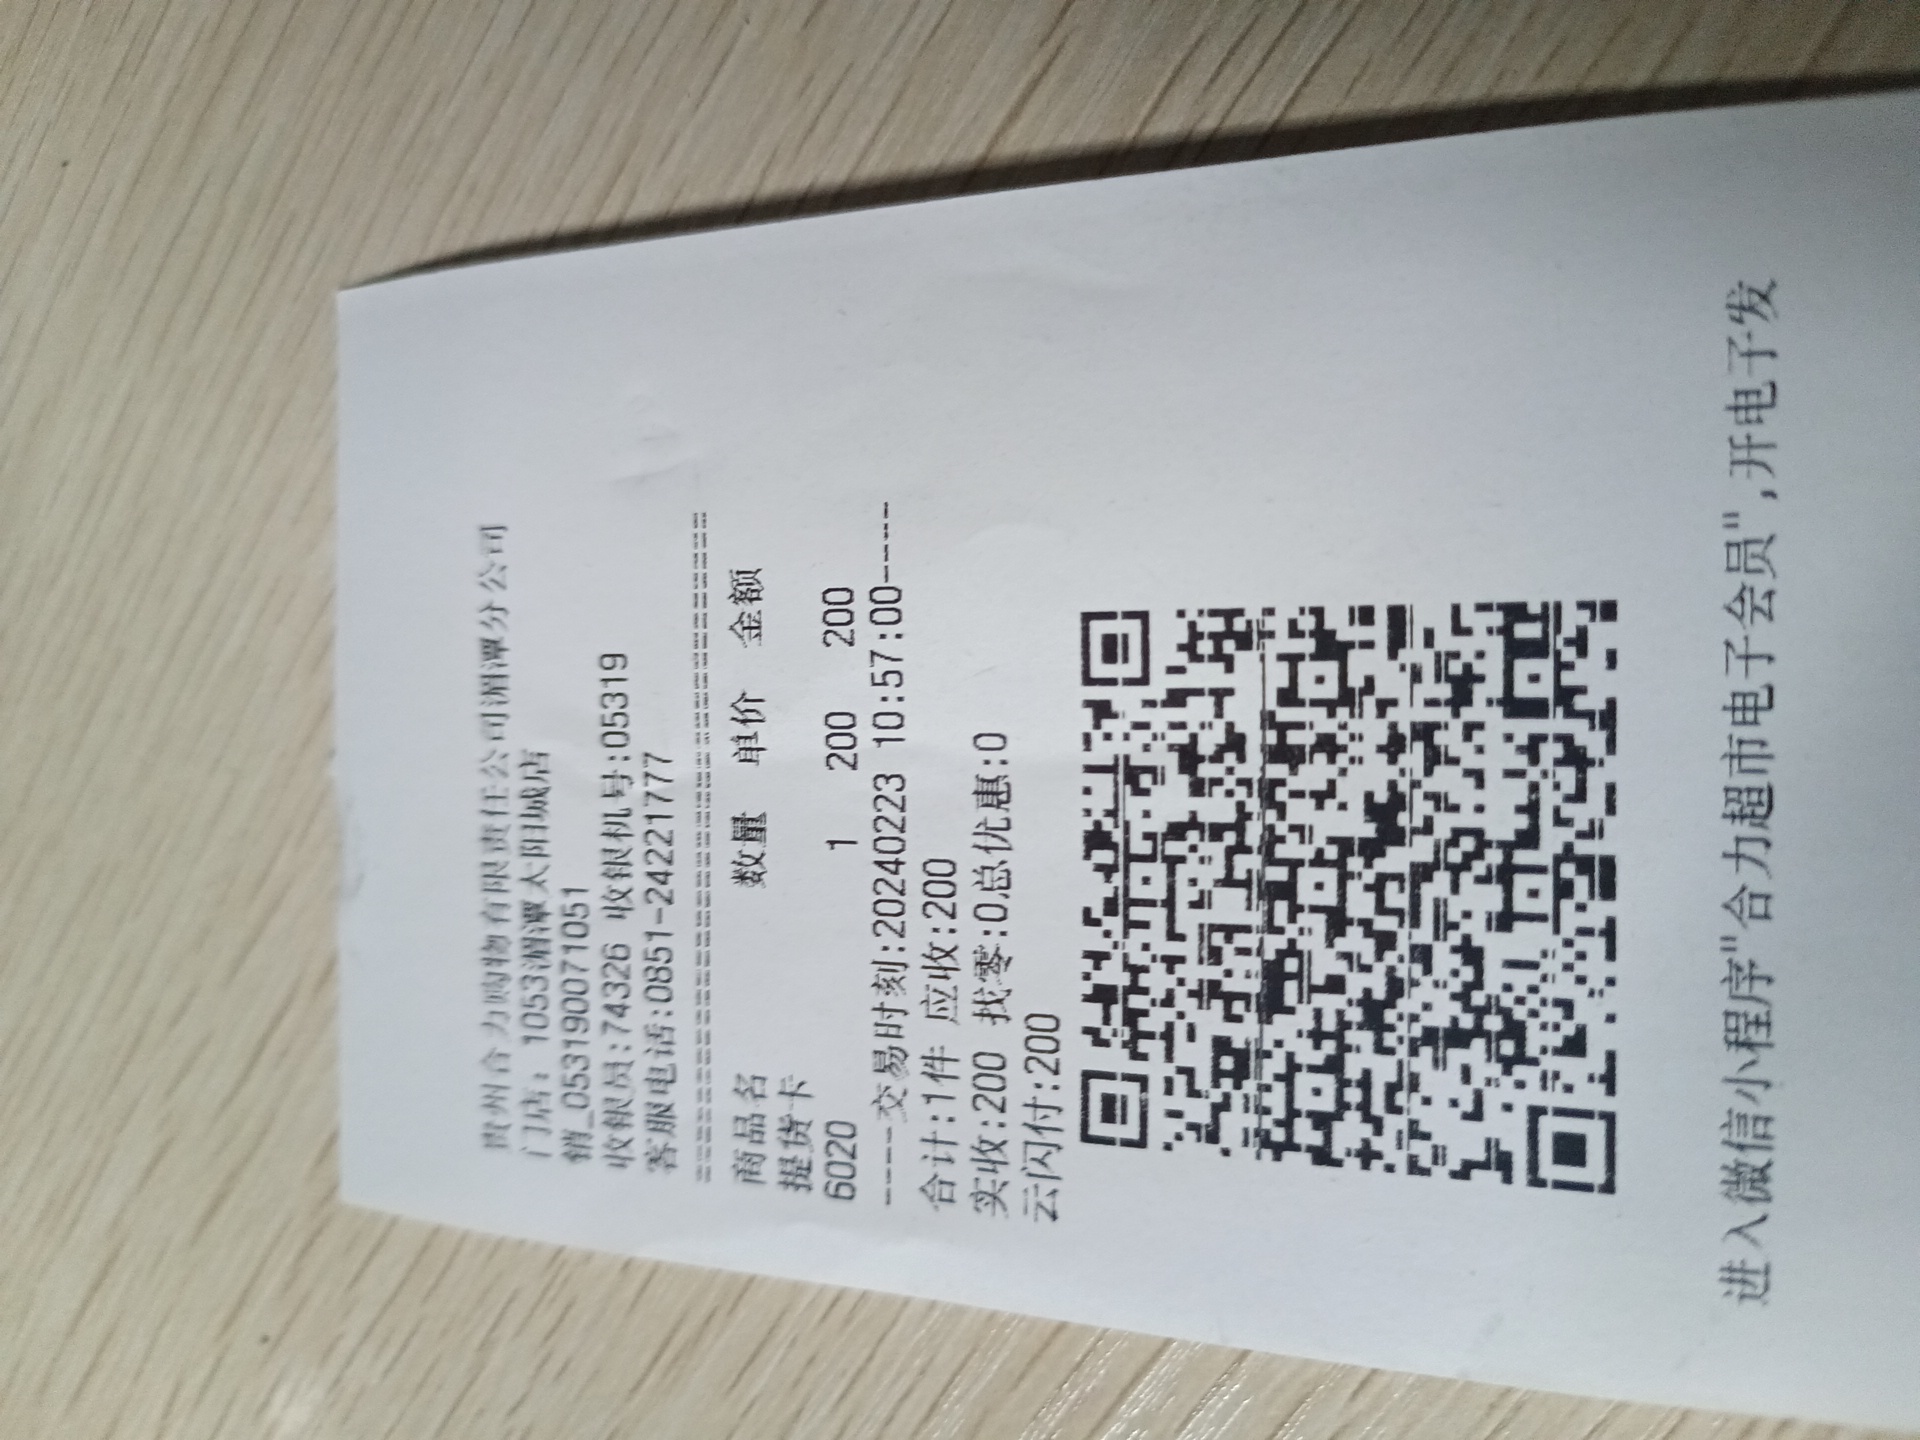 贵州合力购物有限责任公司湄潭分公司
门店: 1053湄潭太阳城店
销_053190071051
收银员:74326 收银机号:05319
客服电话:0851-24221777
商品名 数量 单价 金额
提货卡
6020 1 200 200
----交易时刻:20240223 10:57:00----
合计:1件 应收:200
实收:200 找零:0总优惠:0
云闪付:200
进入微信小程序"合力超市电子会员",开电子发